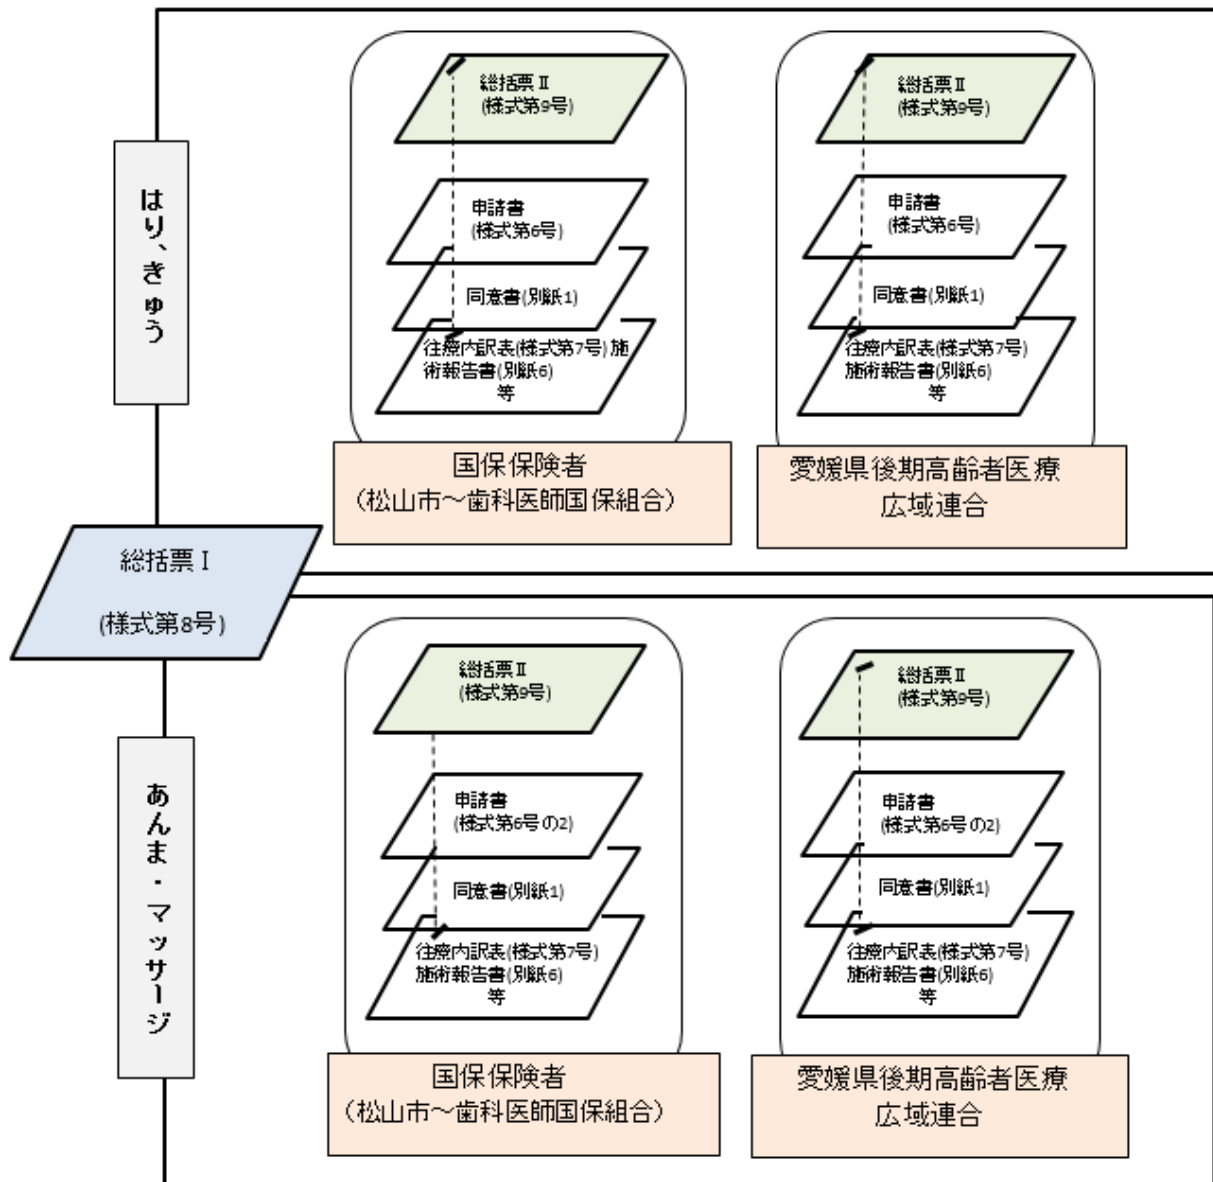 はり、きゅう
総括票Ⅱ
(様式第9号)
申請書
(様式第6号)
同意書(別紙1)
往療内訳表(様式第7号)施
術報告書(別紙6)
等
国保保険者
(松山市～歯科医師国保組合)
総括票Ⅱ
(様式第9号)
申請書
(様式第6号)
同意書(別紙1)
往療内訳表(様式第7号)
施術報告書(別紙6)
等
愛媛県後期高齢者医療
広域連合
総括票Ⅰ
(様式第8号)
あんま・マッサージ
総括票Ⅱ
(様式第9号)
申請書
(様式第6号の2)
同意書(別紙1)
往療内訳表(様式第7号)
施術報告書(別紙6)
等
国保保険者
(松山市～歯科医師国保組合)
総括票Ⅱ
(様式第9号)
申請書
(様式第6号の2)
同意書(別紙1)
往療内訳表(様式第7号)
施術報告書(別紙6)
等
愛媛県後期高齢者医療
広域連合